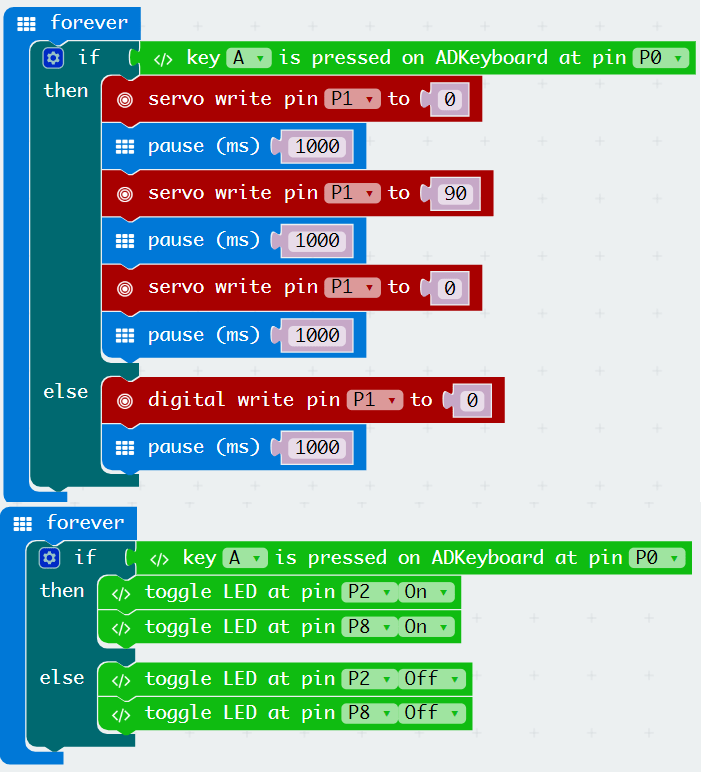 forever
if key A is pressed on ADKeyboard at pin P0
then
servo write pin P1 to 0
pause (ms) 1000
servo write pin P1 to 90
pause (ms) 1000
servo write pin P1 to 0
pause (ms) 1000
else digital write pin P1 to 0
pause (ms) 1000
forever
if key A is pressed on ADKeyboard at pin P0
then toggle LED at pin P2 On
toggle LED at pin P8 On
else toggle LED at pin P2 Off
toggle LED at pin P8 Off